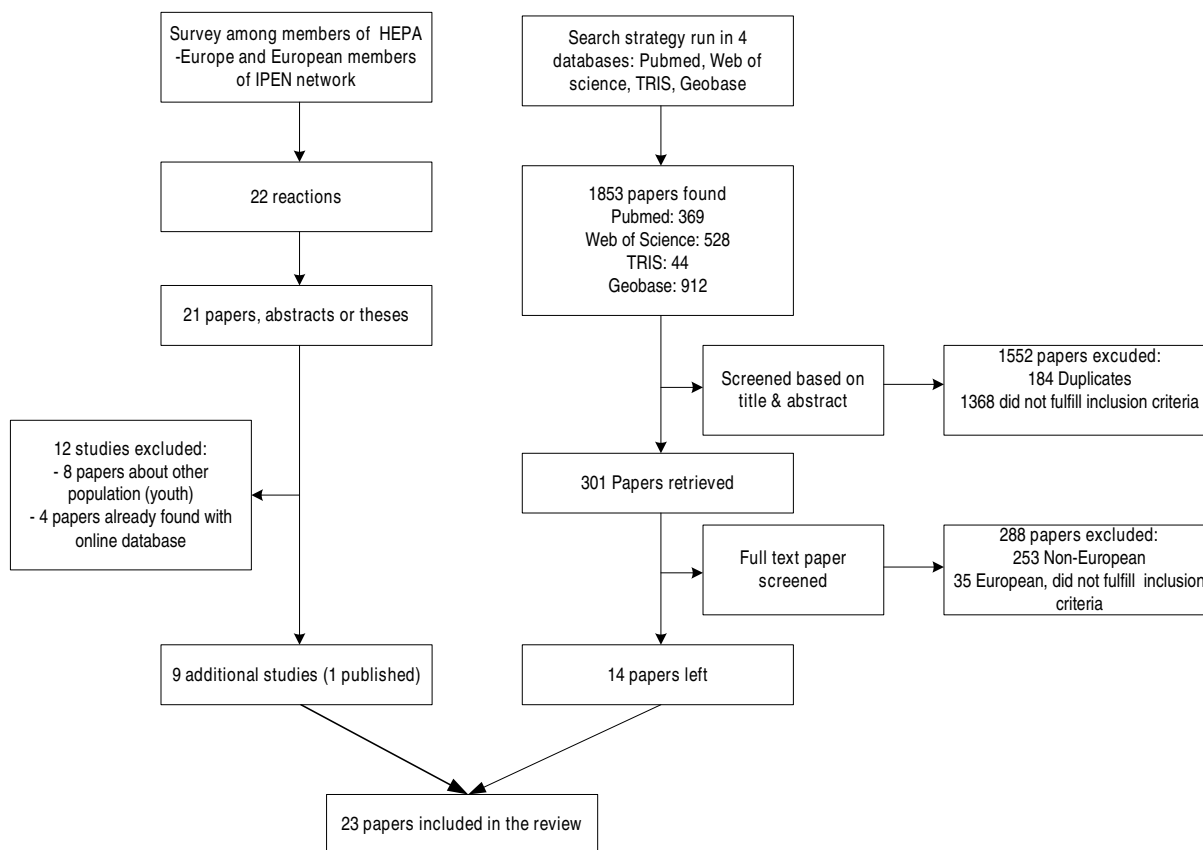 Survey among members of HEPA
-Europe and European members
of IPEN network
22 reactions
21 papers, abstracts or theses
12 studies excluded:
- 8 papers about other
population (youth)
- 4 papers already found with
online database
9 additional studies (1 published)
Search strategy run in 4
databases: Pubmed, Web of
science, TRIS, Geobase
1853 papers found
Pubmed: 369
Web of Science: 528
TRIS: 44
Geobase: 912
Screened based on
title & abstract
1552 papers excuded:
184 Duplicates
1368 did not fulfill inclusion criteria
301 Papers retrieved
Full text paper
screened
288 papers excluded:
253 Non-European
35 European, did not fulfill inclusion
criteria
14 papers left
23 papers included in the review